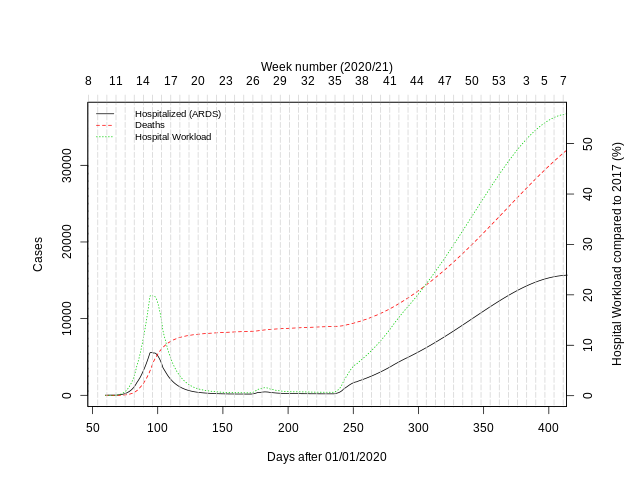 Week number (2020/21)
8 11 14 17 20 23 26 29 32 35 38 41 44 47 50 53 3 5 7
Hospitalized (ARDS)
Deaths
Hospital Workload
Cases
0 10000 20000 30000
Hospital Workload compared to 2017 (%)
0 10 20 30 40 50
50 100 150 200 250 300 350 400
Days after 01/01/2020